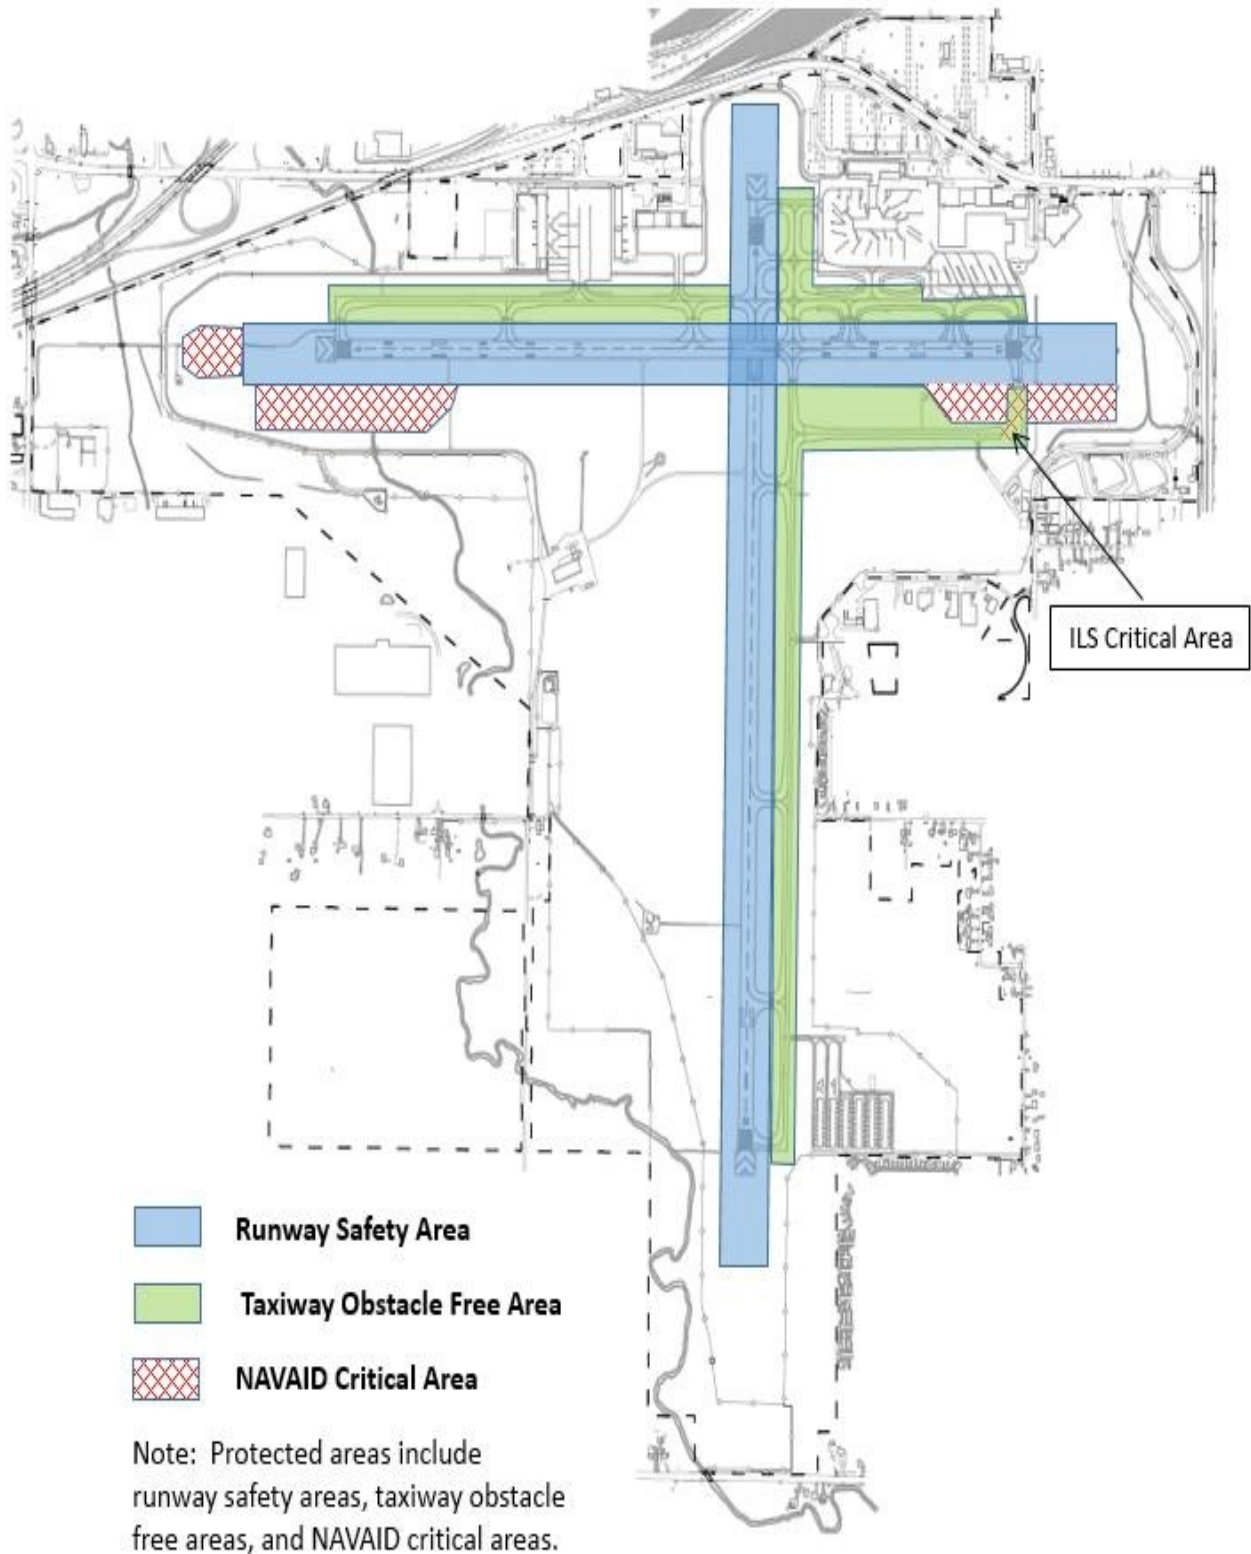 ILS Critical Area
Runway Safety Area
Taxiway Obstacle Free Area
NAVAID Critical Area
Note: Protected areas include
runway safety areas, taxiway obstacle
free areas, and NAVAID critical areas.